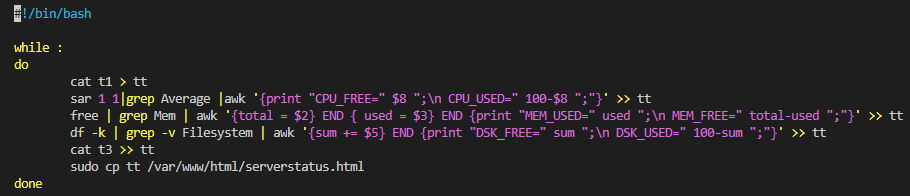 #!/bin/bash

while :
do
        cat t1 > tt
        sar 1 1|grep Average |awk '{print "CPU_FREE=" $8 ";\n CPU_USED=" 100-$8 ";"}' >> tt
        free | grep Mem | awk '{total = $2} END { used = $3} END {print "MEM_USED=" used ";\n MEM_FREE=" total-used ";"}' >> tt
        df -k | grep -v Filesystem | awk '{sum += $5} END {print "DSK_FREE=" sum ";\n DSK_USED=" 100-sum ";"}' >> tt
        cat t3 >> tt
        sudo cp tt /var/www/html/serverstatus.html
done